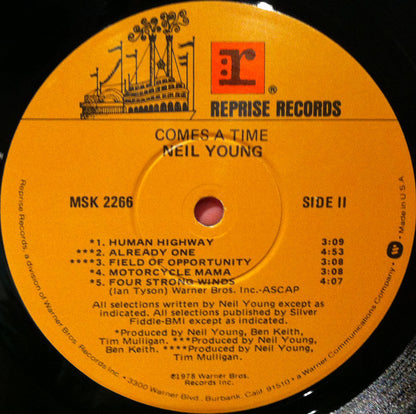 r ®
REPRISE RECORDS
COMES A TIME
NEIL YOUNG
MSK 2266 SIDE II
*1. HUMAN HIGHWAY 3:09
****2. ALREADY ONE 4:53
***3. FIELD OF OPPORTUNITY 3:08
*4. MOTORCYCLE MAMA 3:08
*5. FOUR STRONG WINDS 4:07
(Ian Tyson) Warner Bros. Inc.-ASCAP
All selections written by Neil Young except as
indicated. All selections published by Silver
Fiddle-BMI except as indicated.
*Produced by Neil Young, Ben Keith,
Tim Mulligan. ***Produced by Neil Young,
Ben Keith. ****Produced by Neil Young,
Tim Mulligan.
℗1978 Warner Bros.
Records Inc.
Reprise Records, a division of Warner Bros. Records Inc. • 3300 Warner Blvd., Burbank, Calif. 91510 • a Warner Communications Company
Made in U.S.A.